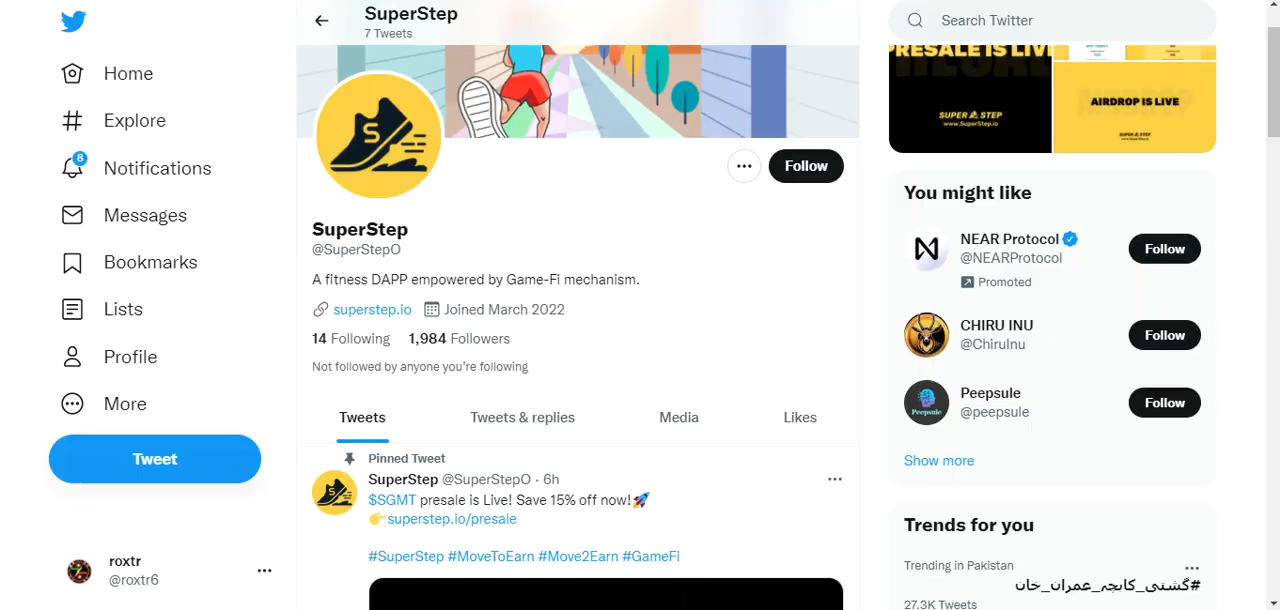 SuperStep
7 Tweets
Home
Explore
8
Notifications
Messages
Bookmarks
Lists
Profile
More
Tweet
roxtr
@roxtr6
S
Follow
SuperStep
@SuperStepO
A fitness DAPP empowered by Game-Fi mechanism.
superstep.io Joined March 2022
14 Following 1,984 Followers
Not followed by anyone you're following
Tweets Tweets & replies Media Likes
Pinned Tweet
SuperStep @SuperStepO · 6h
$SGMT presale is Live! Save 15% off now!🚀
👉superstep.io/presale
#SuperStep #MoveToEarn #Move2Earn #GameFi
Search Twitter
PRESALE IS LIVE
SUPER STEP
www.SuperStep.io
AIRDROP IS LIVE
SUPER STEP
You might like
NEAR Protocol
@NEARProtocol
Promoted
Follow
CHIRU INU
@ChiruInu
Follow
Peepsule
Peepsule
@peepsule
Follow
Show more
Trends for you
Trending in Pakistan
#گشتی_کابچہ_عمران_خان
27.3K Tweets